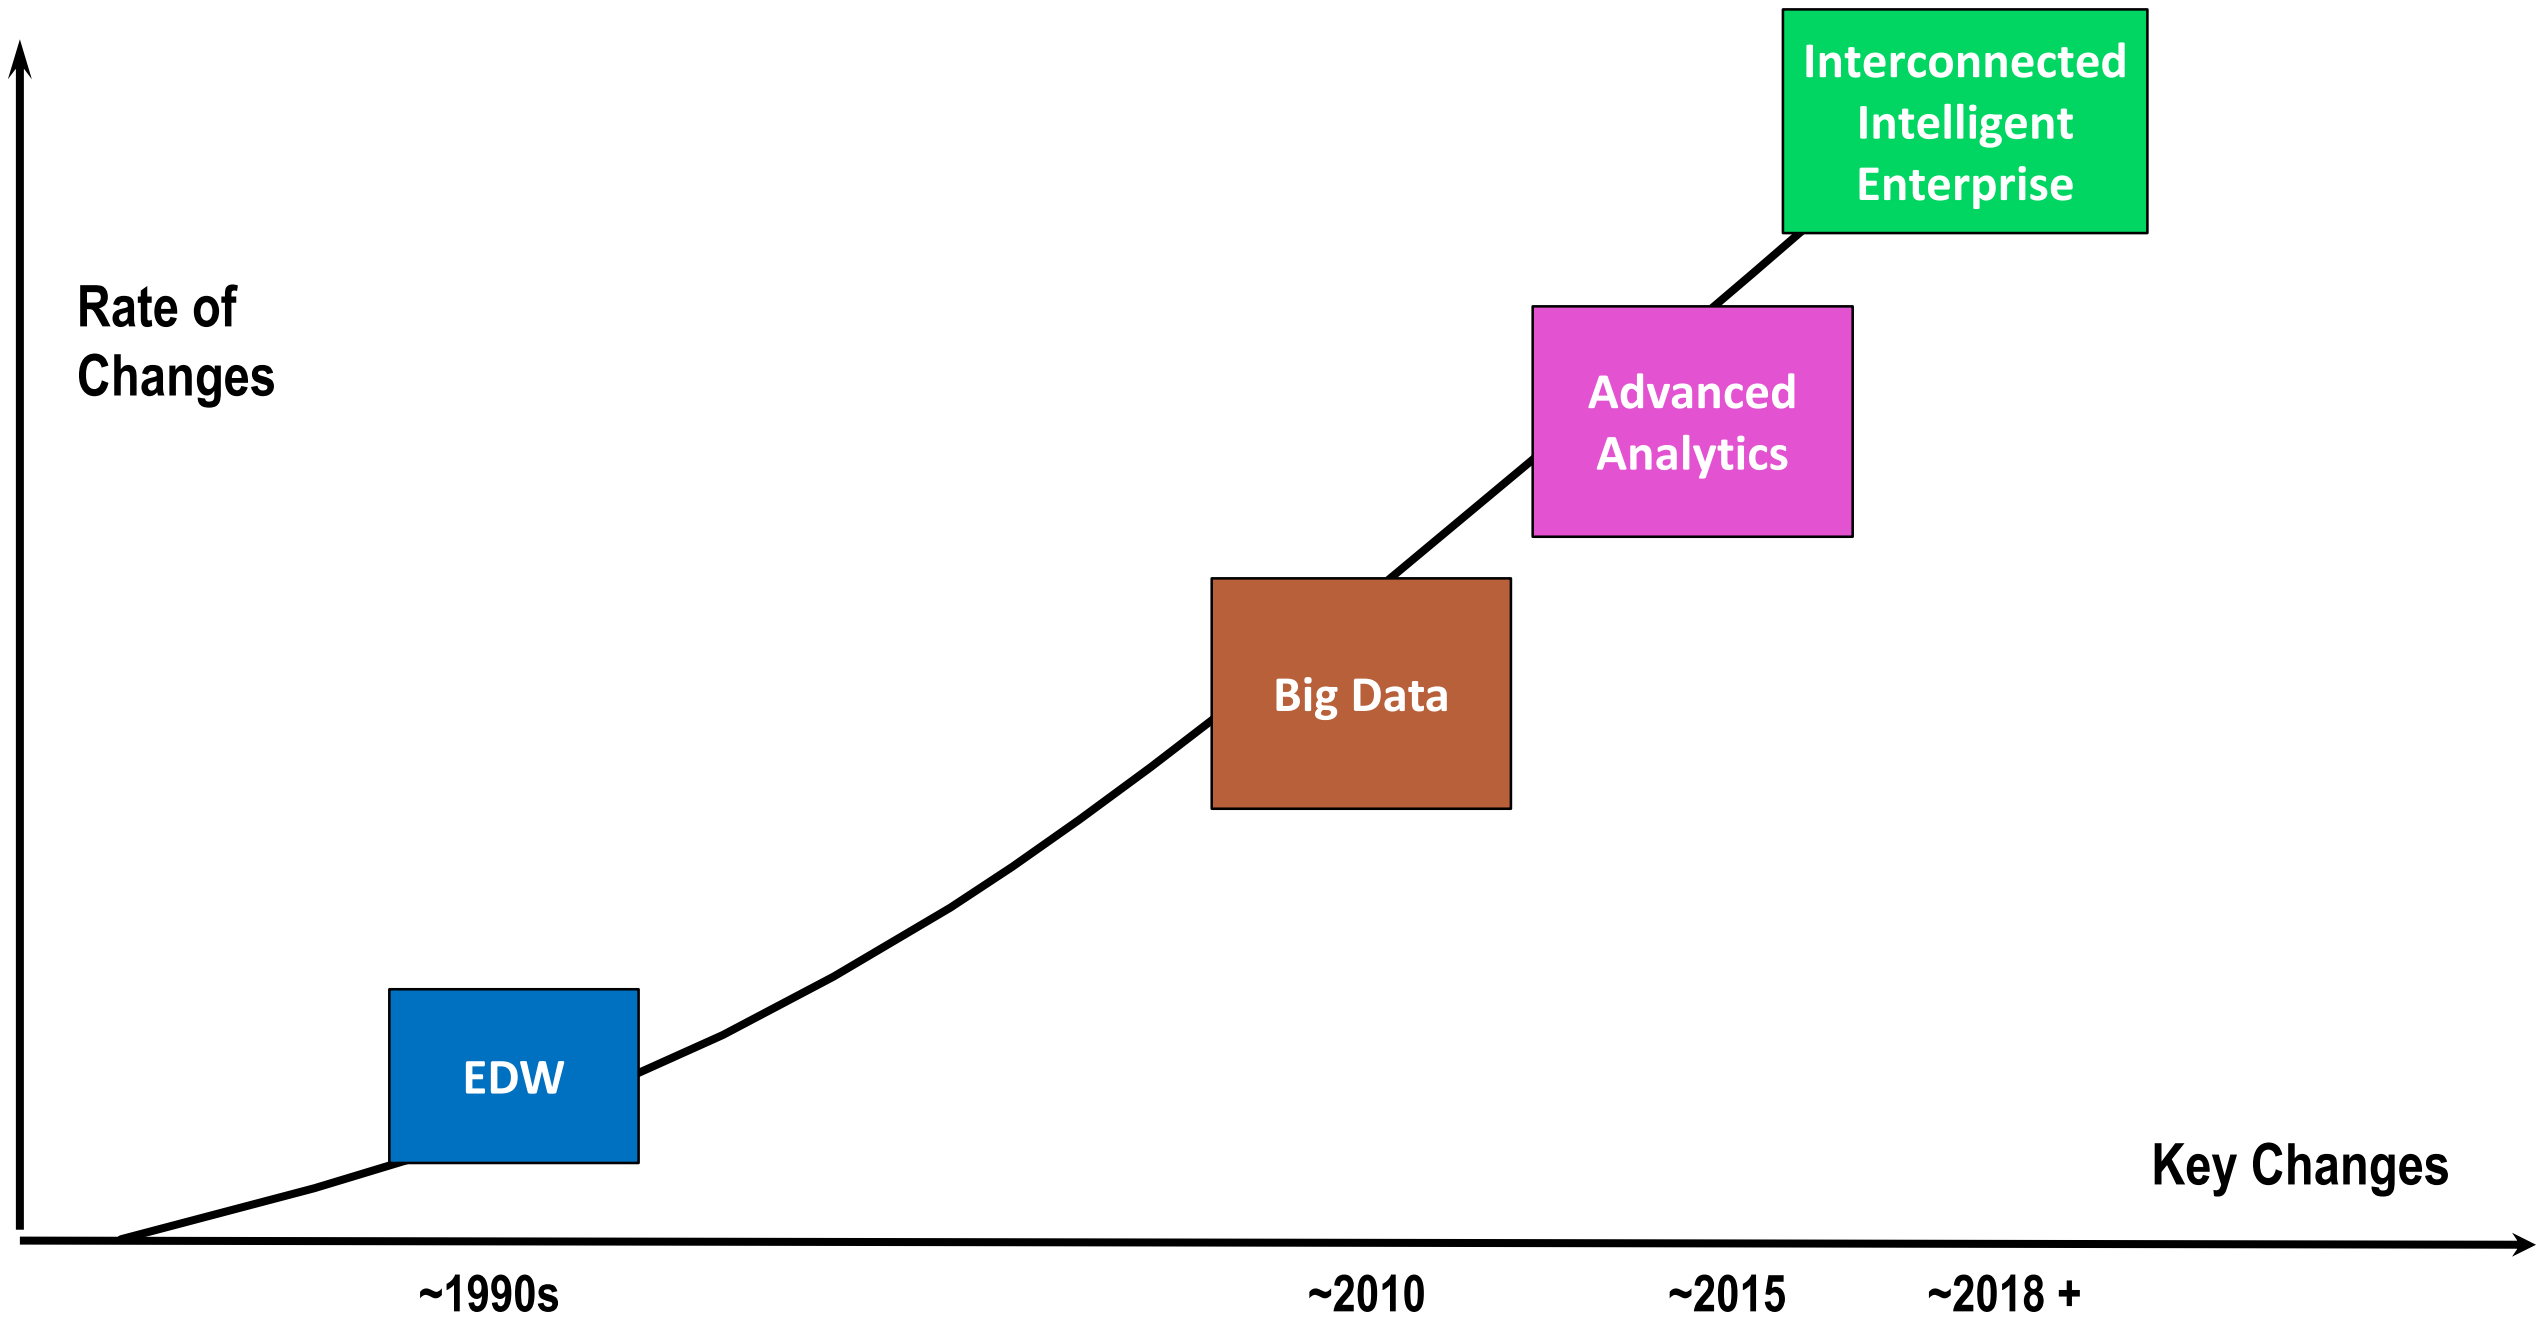 Interconnected
Intelligent
Enterprise
Rate of
Changes
Advanced
Analytics
Big Data
EDW
Key Changes
~1990s
~2010
~2015
~2018 +